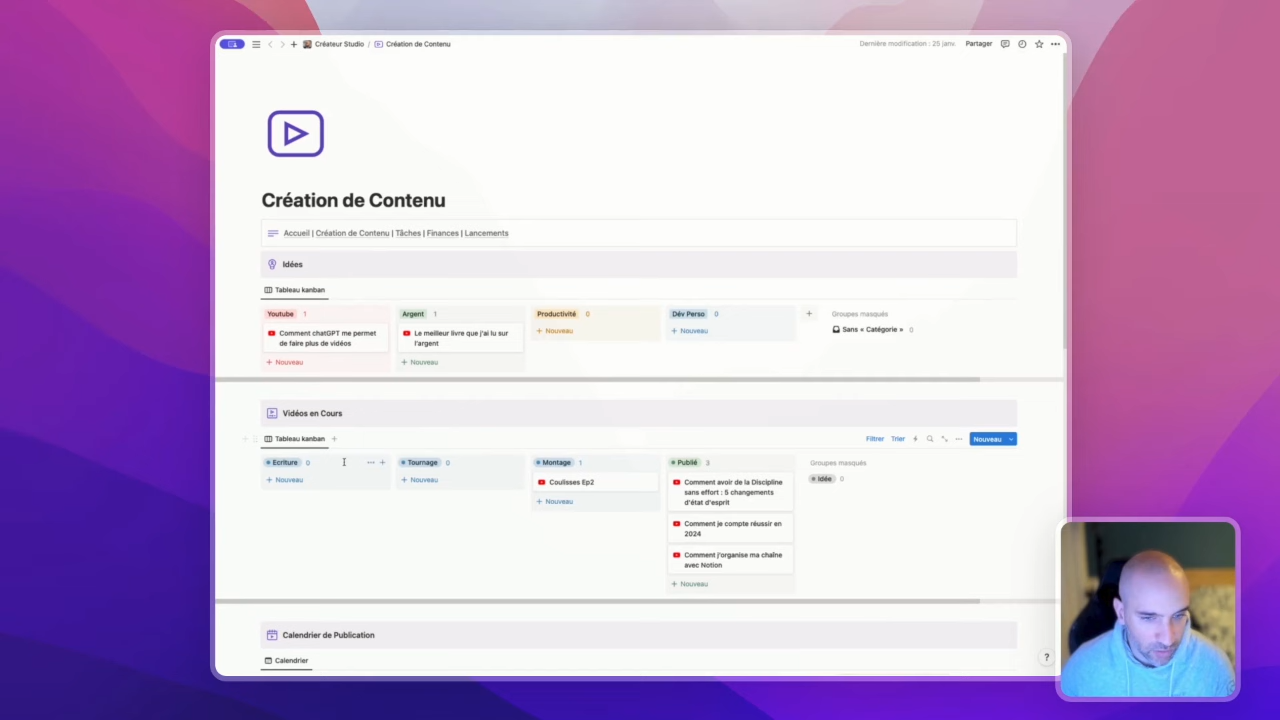 Créateur Studio / Création de Contenu
Dernière modification : 25 janv.
Partager
Création de Contenu
Accueil | Création de Contenu | Tâches | Finances | Lancements
Idées
Tableau kanban
Youtube 1
Comment chatGPT me permet
de faire plus de vidéos
+ Nouveau
Argent 1
Le meilleur livre que j'ai lu sur
l'argent
+ Nouveau
Productivité 0
+ Nouveau
Dév Perso 0
+ Nouveau
Groupes masqués
Sans « Catégorie » 0
Vidéos en Cours
Tableau kanban
Filtrer Trier
Nouveau
Ecriture 0
+ Nouveau
Tournage 0
+ Nouveau
Montage 1
Coulisses Ep2
+ Nouveau
Publié 3
Comment avoir de la Discipline
sans effort : 5 changements
d'état d'esprit
Comment je compte réussir en
2024
Comment j'organise ma chaîne
avec Notion
+ Nouveau
Groupes masqués
Idée 0
Calendrier de Publication
Calendrier
?